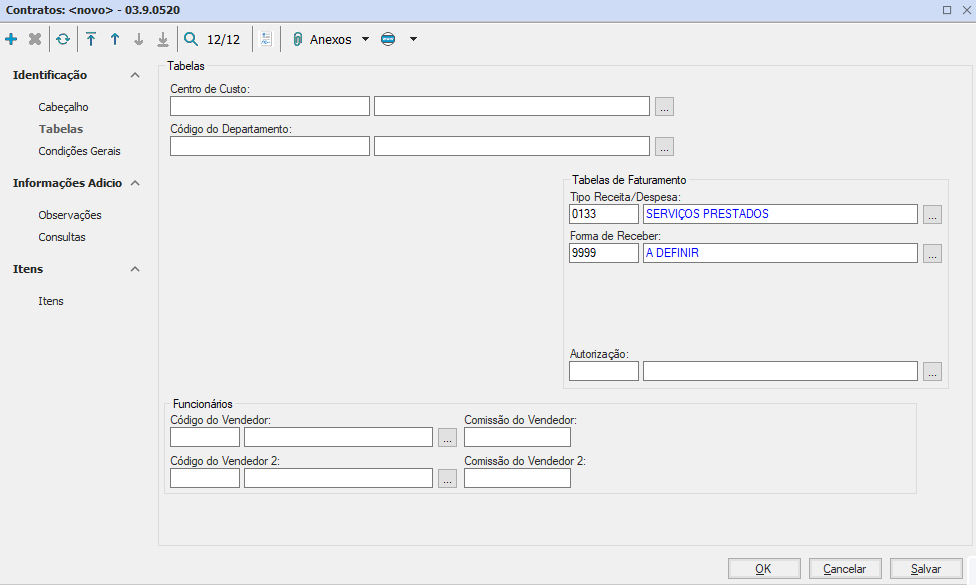 Contratos: <novo> - 03.9.0520
12/12
Anexos
Identificação
Cabeçalho
Tabelas
Condições Gerais
Informações Adicio
Observações
Consultas
Itens
Itens
Tabelas
Centro de Custo:
...
Código do Departamento:
...
Tabelas de Faturamento
Tipo Receita/Despesa:
0133 SERVIÇOS PRESTADOS ...
Forma de Receber:
9999 A DEFINIR ...
Autorização:
...
Funcionários
Código do Vendedor: Comissão do Vendedor:
...
Código do Vendedor 2: Comissão do Vendedor 2:
...
OK Cancelar Salvar